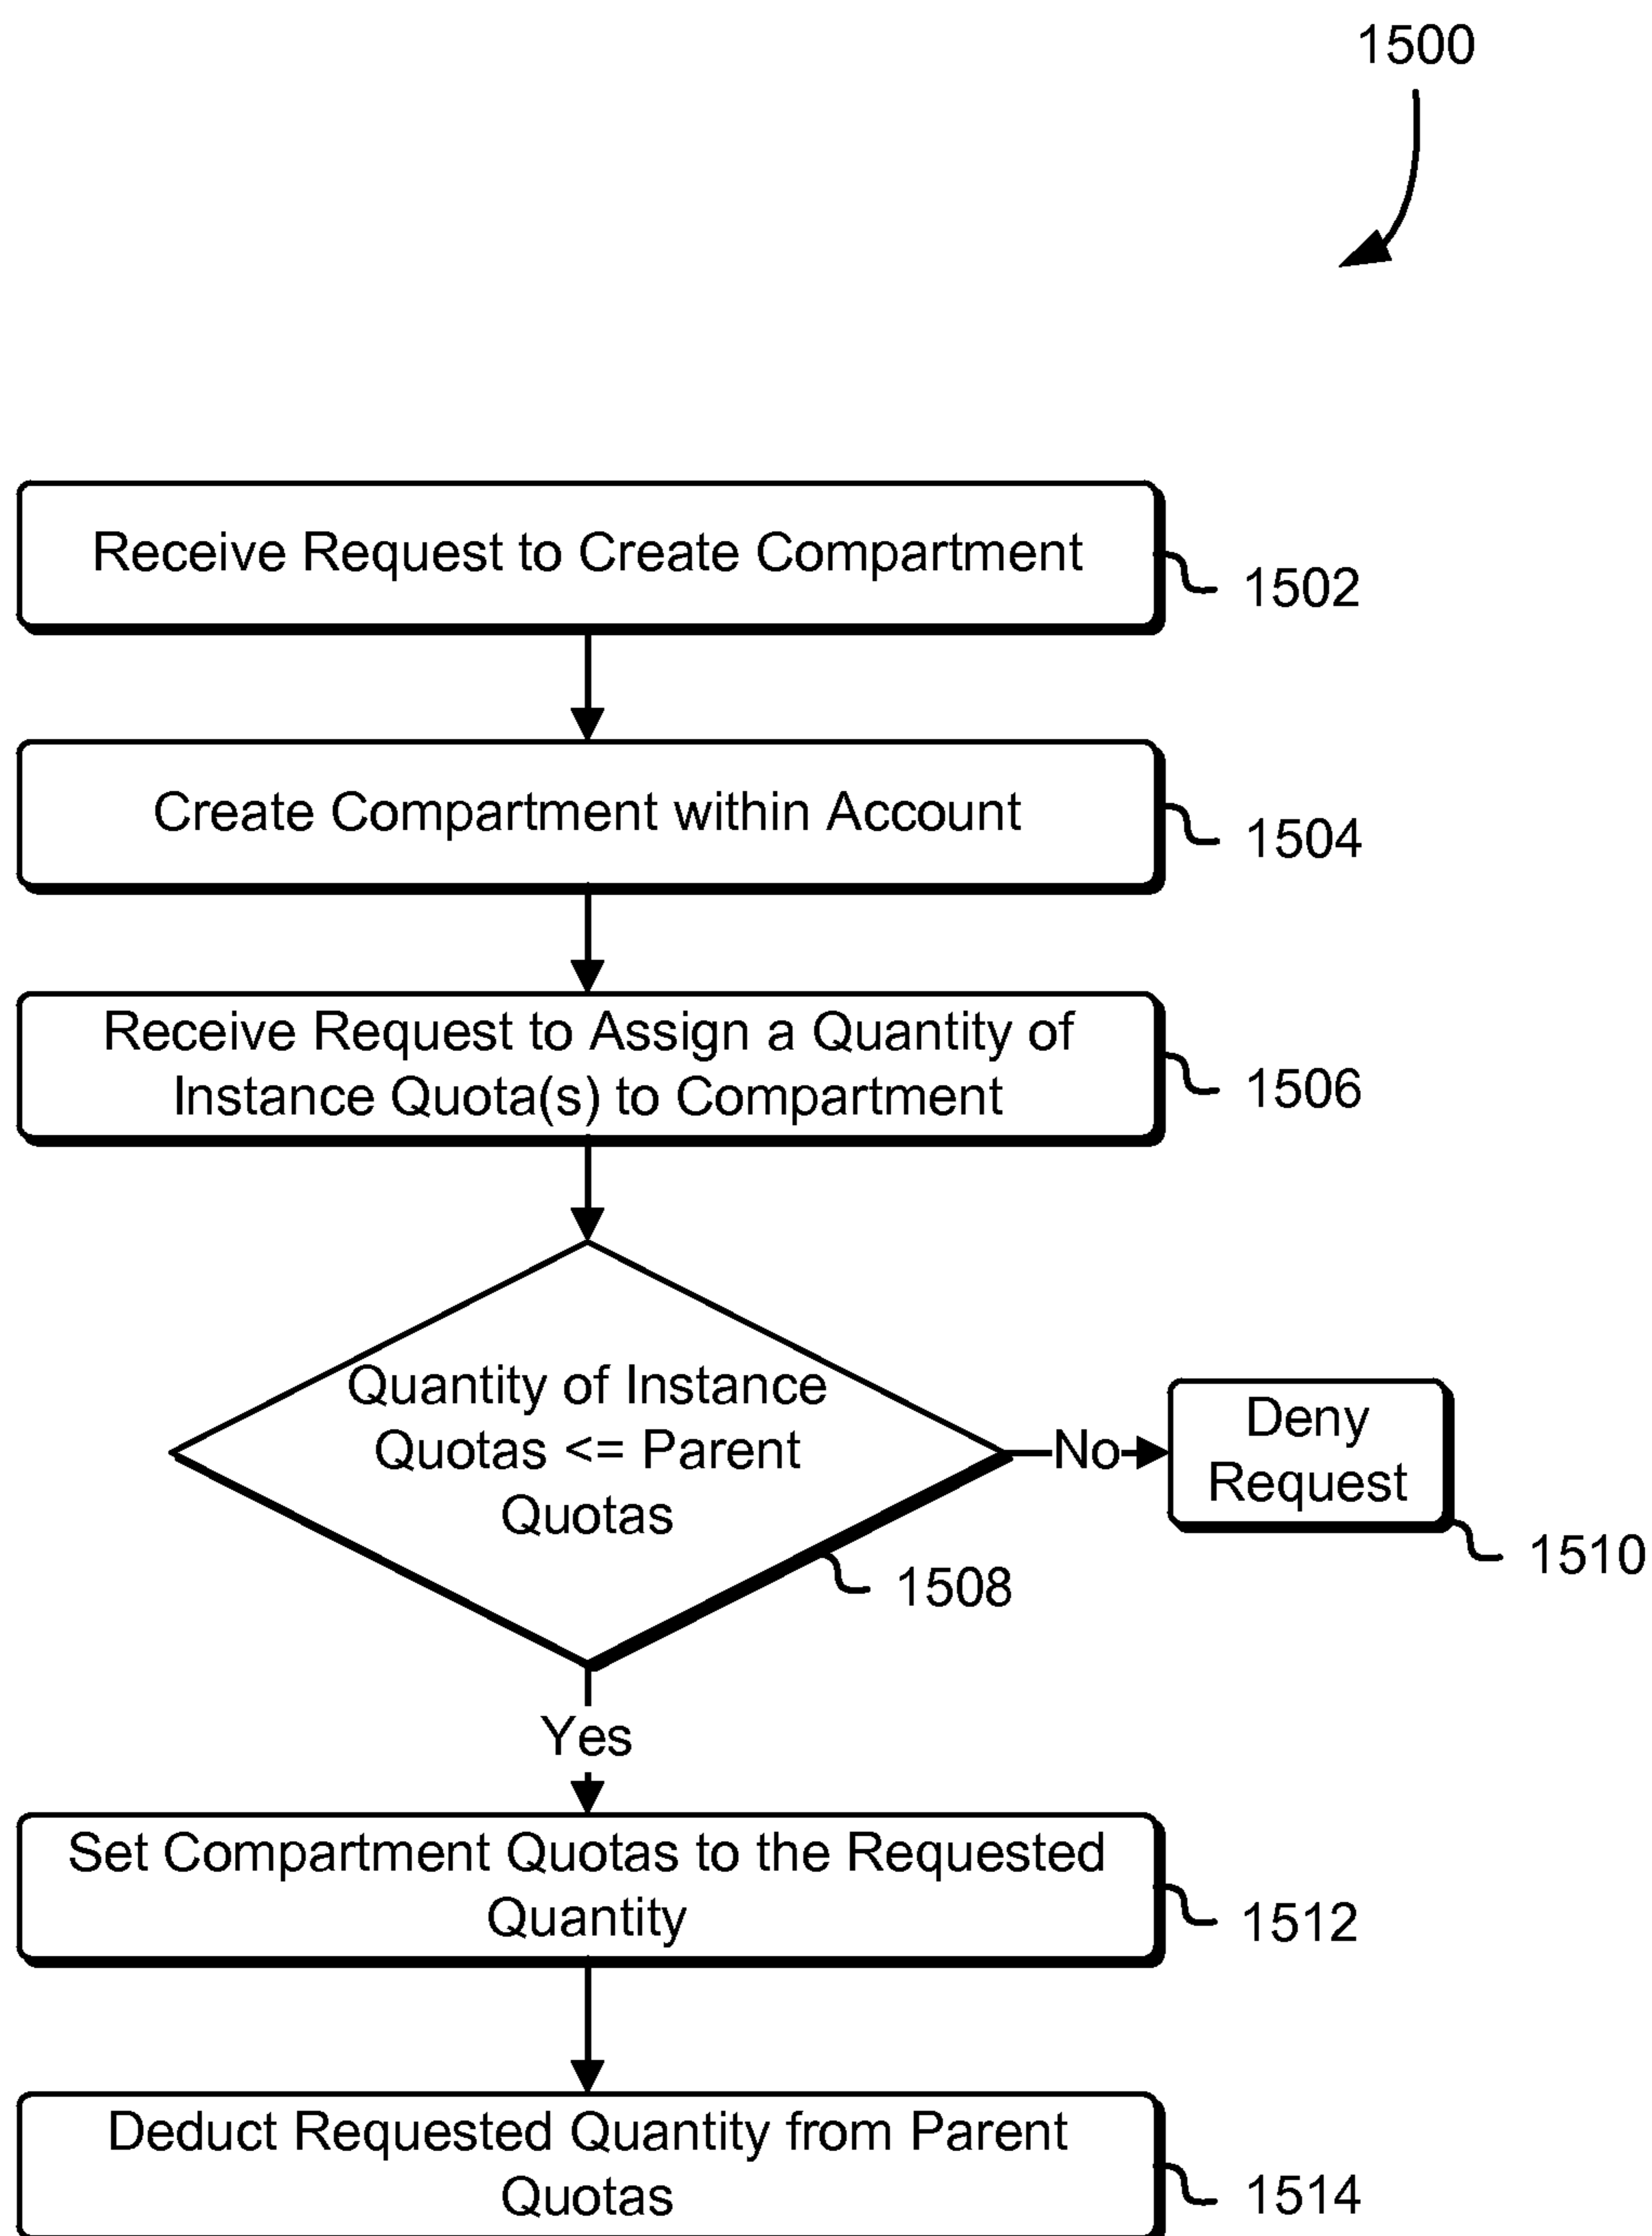 1500
Receive Request to Create Compartment
1502
Create Compartment within Account
1504
Receive Request to Assign a Quantity of
Instance Quota(s) to Compartment
1506
Quantity of Instance
Quotas <= Parent
Quotas
1508
No
Deny
Request
1510
Yes
Set Compartment Quotas to the Requested
Quantity
1512
Deduct Requested Quantity from Parent
Quotas
1514